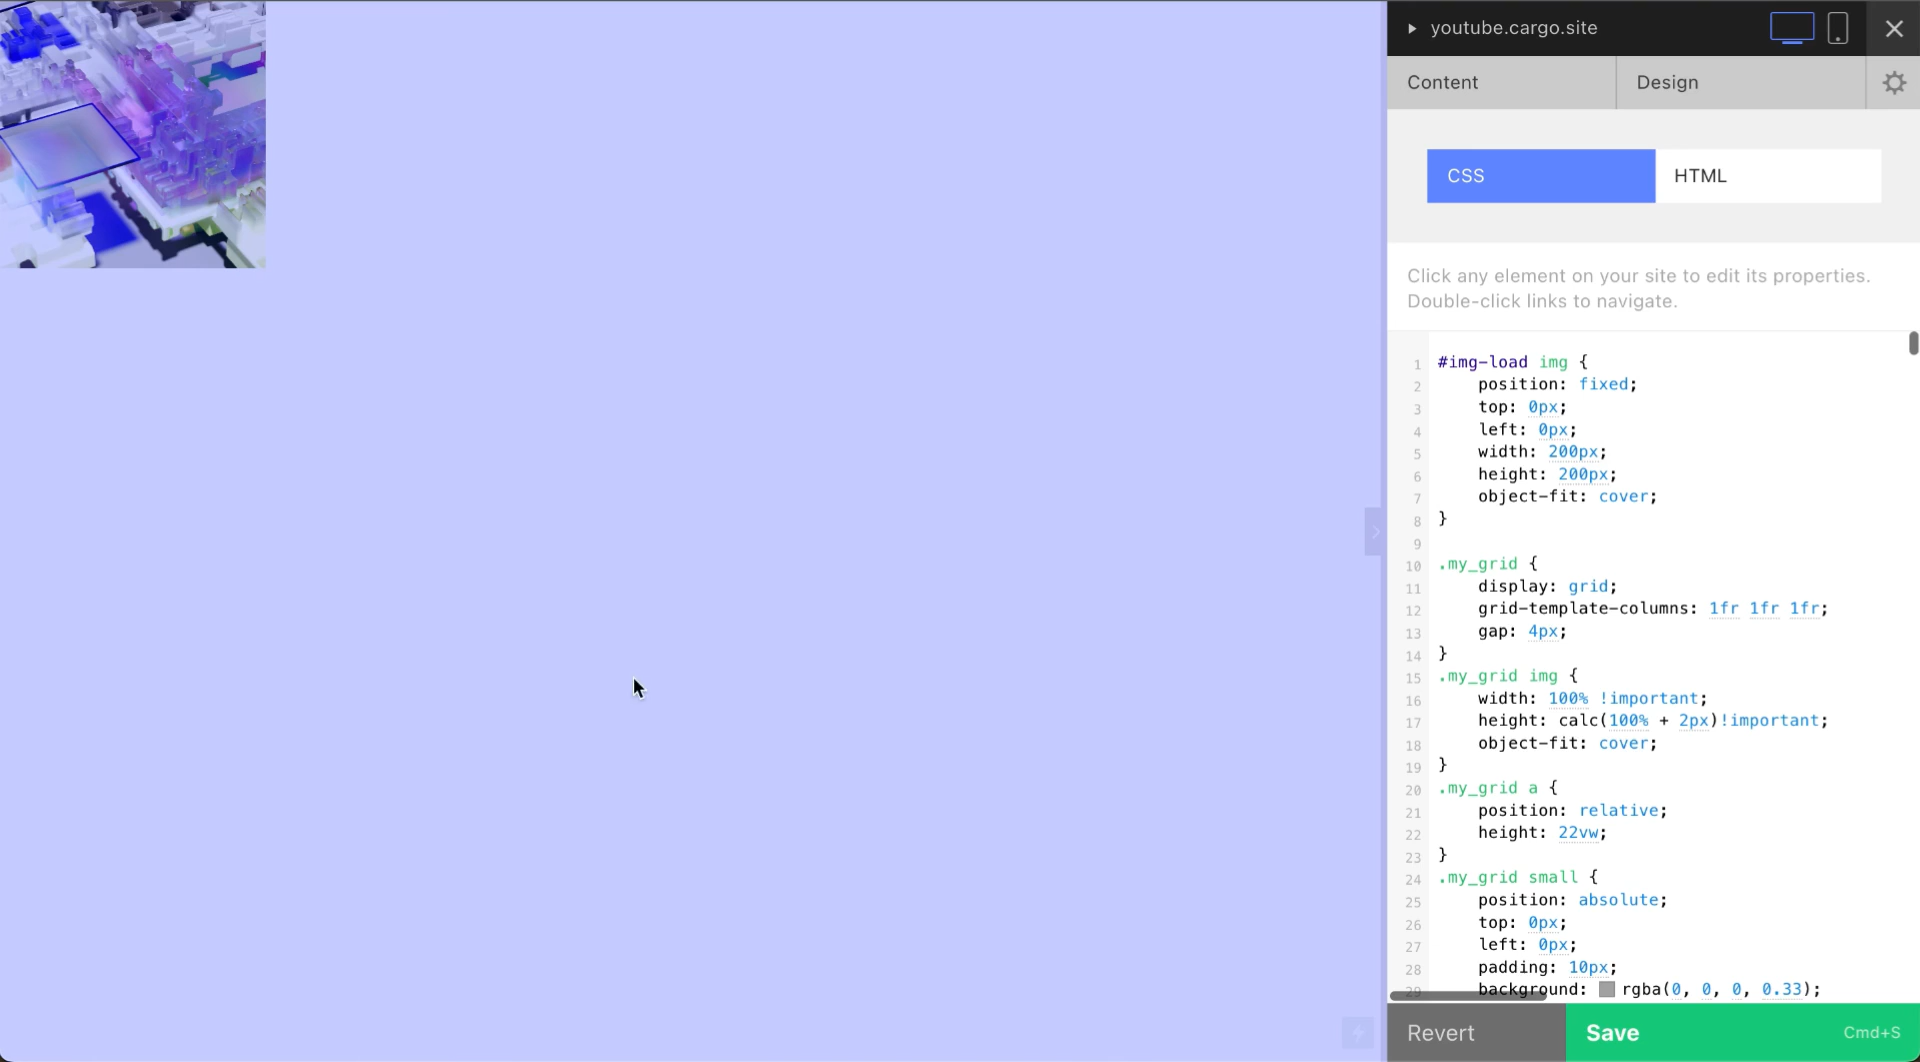 youtube.cargo.site
Content
Design
CSS
HTML
Click any element on your site to edit its properties.
Double-click links to navigate.
1 #img-load img {
2 position: fixed;
3 top: 0px;
4 left: 0px;
5 width: 200px;
6 height: 200px;
7 object-fit: cover;
8 }
9
10 .my_grid {
11 display: grid;
12 grid-template-columns: 1fr 1fr 1fr;
13 gap: 4px;
14 }
15 .my_grid img {
16 width: 100% !important;
17 height: calc(100% + 2px)!important;
18 object-fit: cover;
19 }
20 .my_grid a {
21 position: relative;
22 height: 22vw;
23 }
24 .my_grid small {
25 position: absolute;
26 top: 0px;
27 left: 0px;
28 padding: 10px;
29 background: rgba(0, 0, 0, 0.33);
Revert
Save
Cmd+S